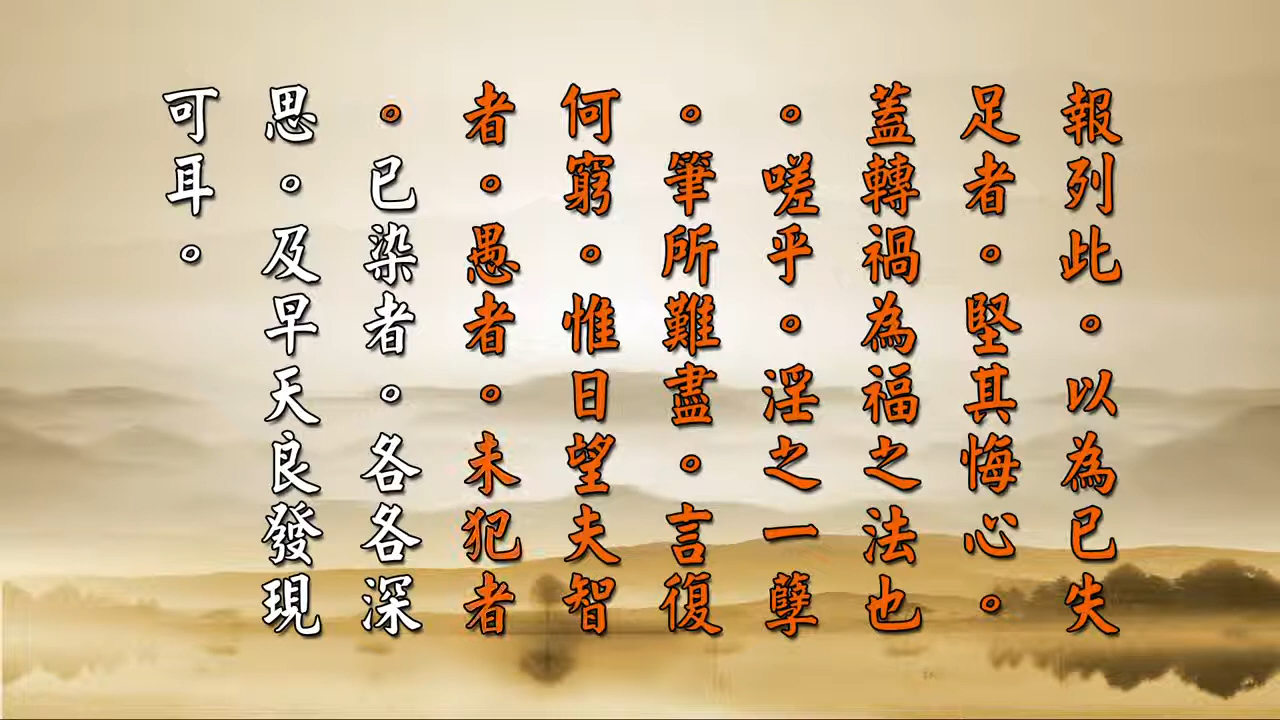 報列此。以為已失
足者。堅其悔心。
蓋轉禍為福之法也
。嗟乎。淫之一孽
。筆所難盡。言復
何窮。惟日望夫智
者。愚者。未犯者
。已染者。各各深
思。及早天良發現
可耳。